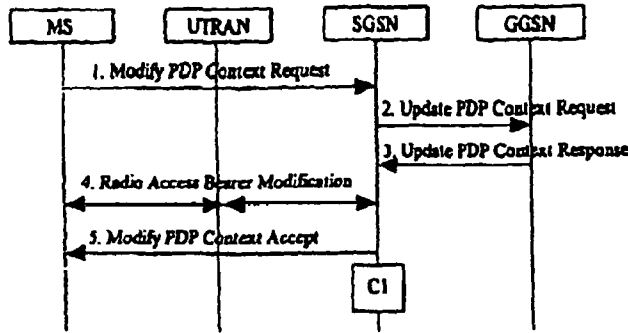 MS UTRAN SGSN GGSN
1. Modify PDP Context Request
2. Update PDP Context Request
3. Update PDP Context Response
4. Radio Access Bearer Modification
5. Modify PDP Context Accept
C1